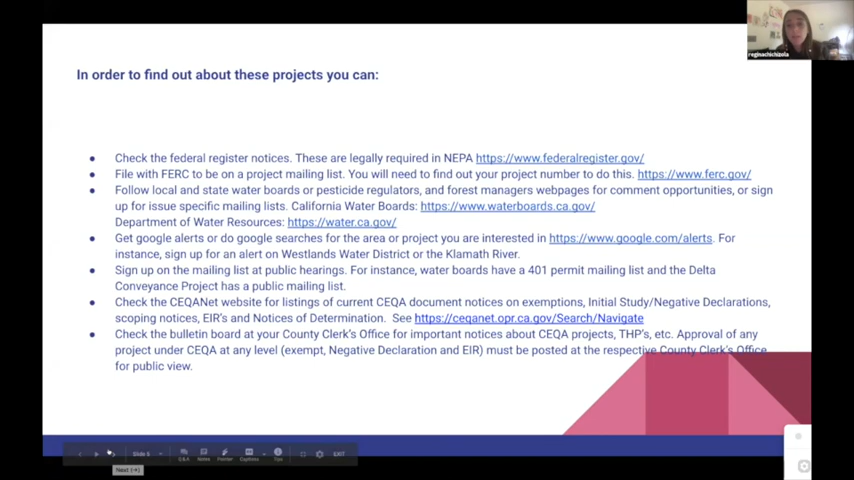 reginachichizola
In order to find out about these projects you can:
● Check the federal register notices. These are legally required in NEPA https://www.federalregister.gov/
● File with FERC to be on a project mailing list. You will need to find out your project number to do this. https://www.ferc.gov/
● Follow local and state water boards or pesticide regulators, and forest managers webpages for comment opportunities, or sign
up for issue specific mailing lists. California Water Boards: https://www.waterboards.ca.gov/
Department of Water Resources: https://water.ca.gov/
● Get google alerts or do google searches for the area or project you are interested in https://www.google.com/alerts. For
instance, sign up for an alert on Westlands Water District or the Klamath River.
● Sign up on the mailing list at public hearings. For instance, water boards have a 401 permit mailing list and the Delta
Conveyance Project has a public mailing list.
● Check the CEQANet website for listings of current CEQA document notices on exemptions, Initial Study/Negative Declarations,
scoping notices, EIR's and Notices of Determination. See https://ceqanet.opr.ca.gov/Search/Navigate
● Check the bulletin board at your County Clerk's Office for important notices about CEQA projects, THP's, etc. Approval of any
project under CEQA at any level (exempt, Negative Declaration and EIR) must be posted at the respective County Clerk's Office
for public view.
Slide 5
Q&A Notes Pointer Captions Tips EXIT
Next (→)